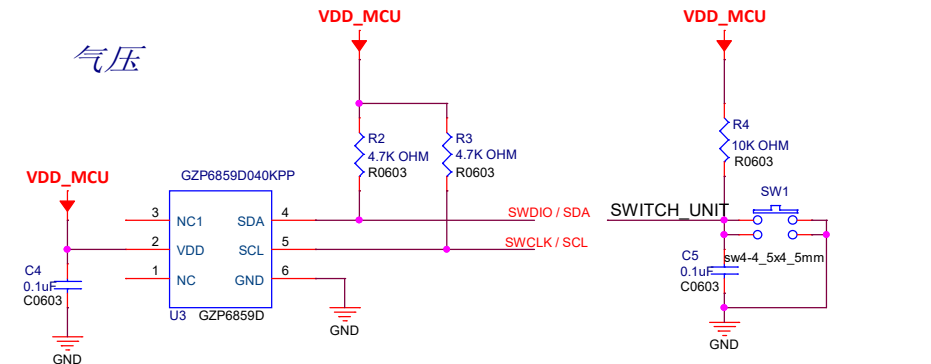 气压
VDD_MCU
VDD_MCU
R2
4.7K OHM
R0603
R3
4.7K OHM
R0603
R4
10K OHM
R0603
VDD_MCU
GZP6859D040KPP
3 NC1 SDA 4
2 VDD SCL 5
1 NC GND 6
U3 GZP6859D
C4
0.1uF
C0603
GND
GND
SWDIO / SDA
SWCLK / SCL
SWITCH_UNIT
SW1
sw4-4_5x4_5mm
C5
0.1uF
C0603
GND